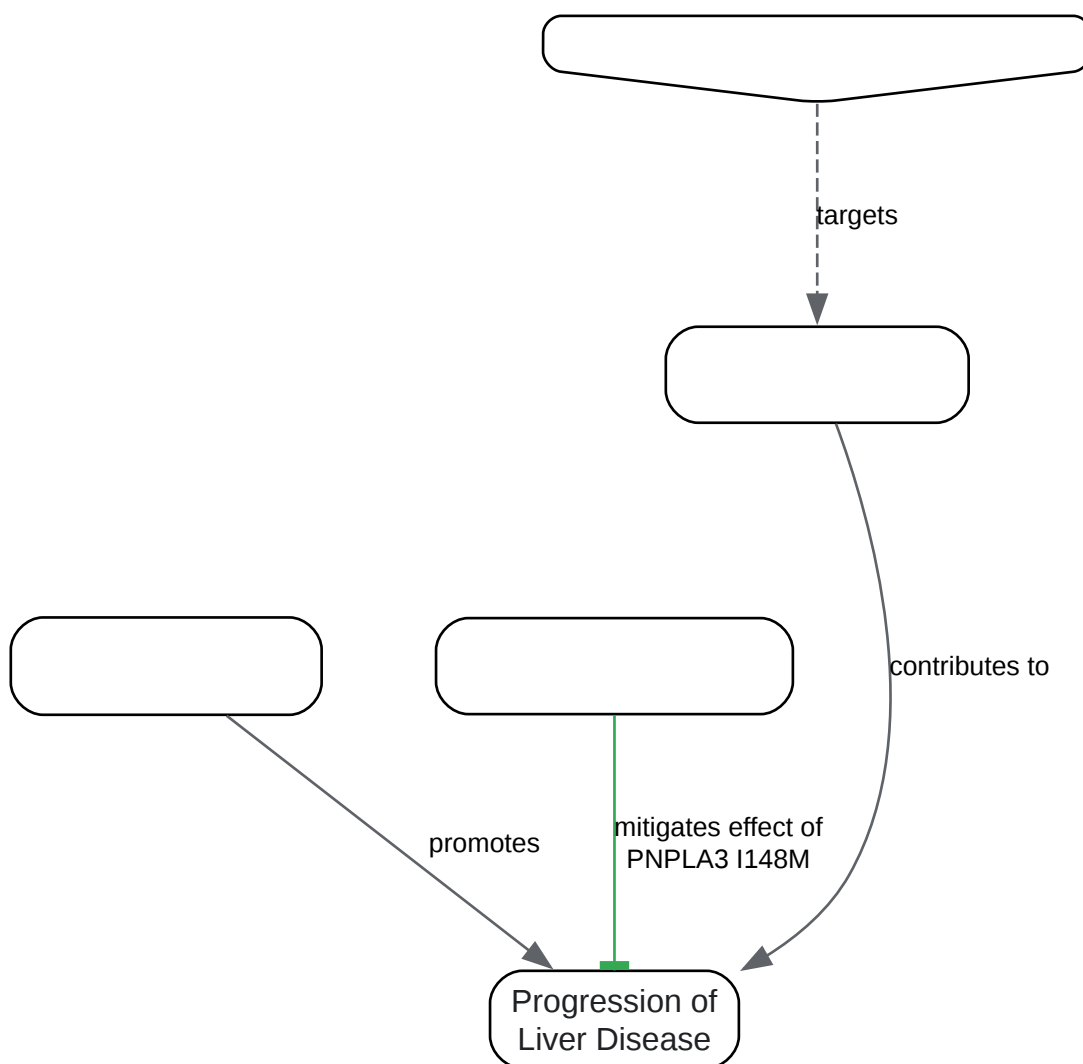 targets
contributes to
promotes
mitigates effect of
PNPLA3 I148M
Progression of
Liver Disease